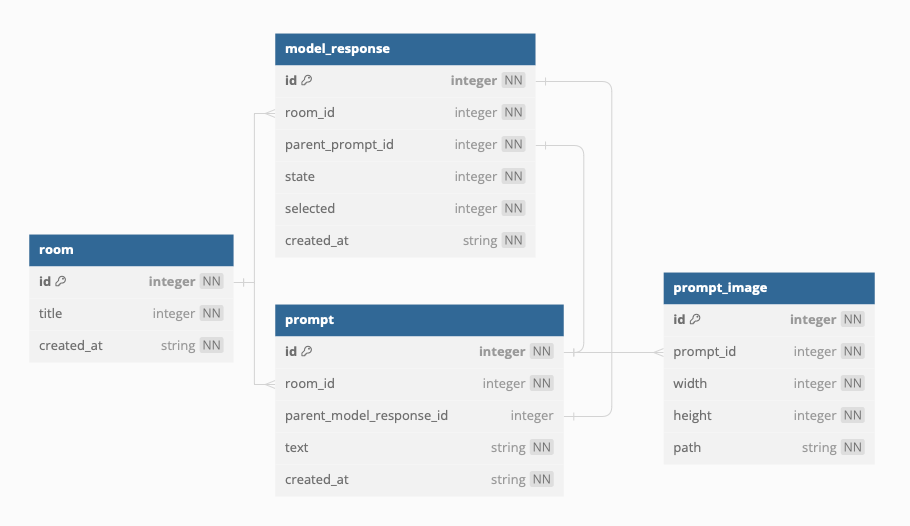 model_response
id integer NN
room_id integer NN
parent_prompt_id integer NN
state integer NN
selected integer NN
created_at string NN
room
id integer NN
title integer NN
created_at string NN
prompt
id integer NN
room_id integer NN
parent_model_response_id integer
text string NN
created_at string NN
prompt_image
id integer NN
prompt_id integer NN
width integer NN
height integer NN
path string NN